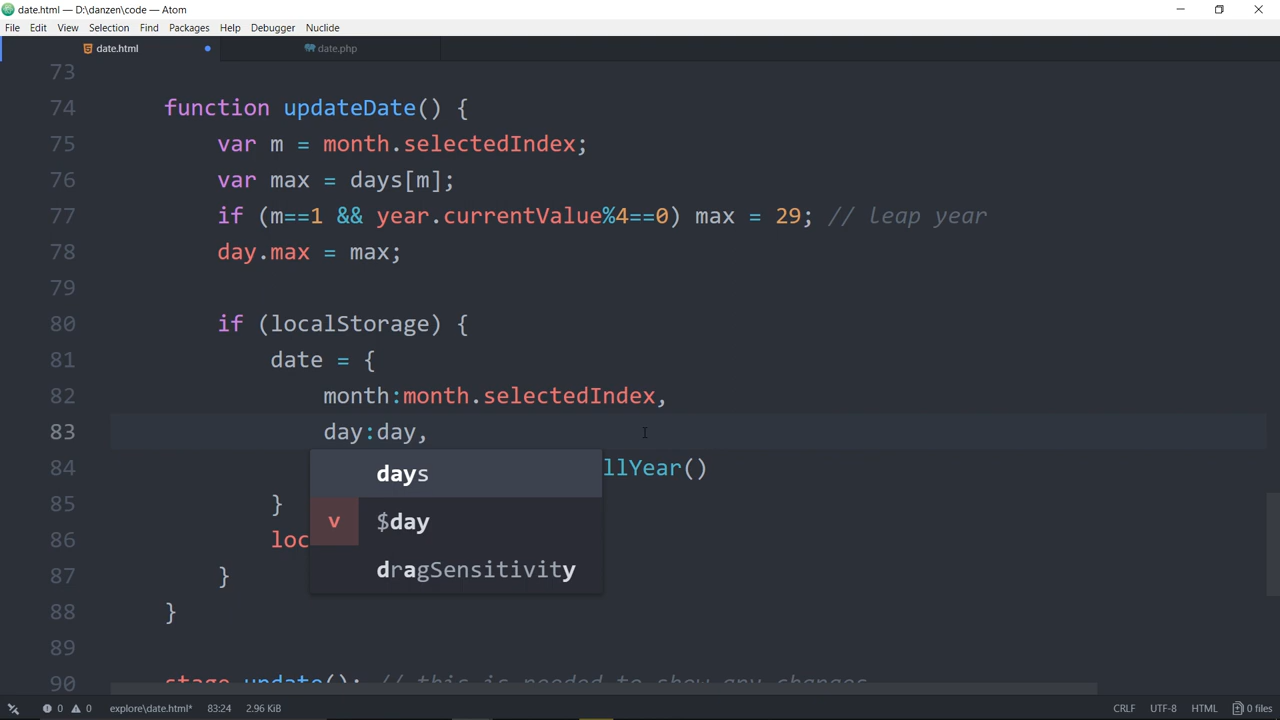 date.html — D:\danzen\code — Atom
File Edit View Selection Find Packages Help Debugger Nuclide
date.html date.php
73
74 function updateDate() {
75 var m = month.selectedIndex;
76 var max = days[m];
77 if (m==1 && year.currentValue%4==0) max = 29; // leap year
78 day.max = max;
79
80 if (localStorage) {
81 date = {
82 month:month.selectedIndex,
83 day:day,
84 llYear()
85 }
86 loc
87 }
88 }
89
90 stage.update(); // this is needed to show any changes
days
v $day
dragSensitivity
0 0 explore\date.html* 83:24 2.96 KiB CRLF UTF-8 HTML 0 files